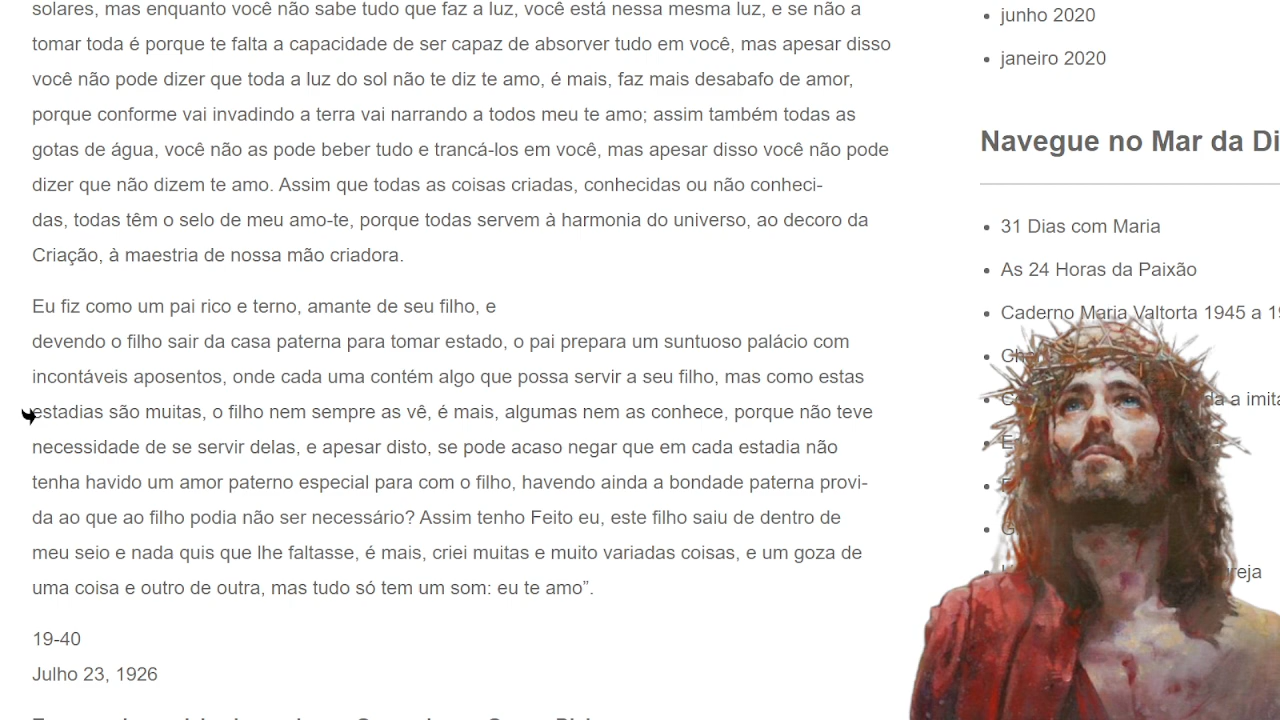 solares, mas enquanto você não sabe tudo que faz a luz, você está nessa mesma luz, e se não a
tomar toda é porque te falta a capacidade de ser capaz de absorver tudo em você, mas apesar disso
você não pode dizer que toda a luz do sol não te diz te amo, é mais, faz mais desabafo de amor,
porque conforme vai invadindo a terra vai narrando a todos meu te amo; assim também todas as
gotas de água, você não as pode beber tudo e trancá-los em você, mas apesar disso você não pode
dizer que não dizem te amo. Assim que todas as coisas criadas, conhecidas ou não conheci-
das, todas têm o selo de meu amo-te, porque todas servem à harmonia do universo, ao decoro da
Criação, à maestria de nossa mão criadora.
Eu fiz como um pai rico e terno, amante de seu filho, e
devendo o filho sair da casa paterna para tomar estado, o pai prepara um suntuoso palácio com
incontáveis aposentos, onde cada uma contém algo que possa servir a seu filho, mas como estas
estadias são muitas, o filho nem sempre as vê, é mais, algumas nem as conhece, porque não teve
necessidade de se servir delas, e apesar disto, se pode acaso negar que em cada estadia não
tenha havido um amor paterno especial para com o filho, havendo ainda a bondade paterna provi-
da ao que ao filho podia não ser necessário? Assim tenho Feito eu, este filho saiu de dentro de
meu seio e nada quis que lhe faltasse, é mais, criei muitas e muito variadas coisas, e um goza de
uma coisa e outro de outra, mas tudo só tem um som: eu te amo”.
19-40
Julho 23, 1926
junho 2020
janeiro 2020
Navegue no Mar da Di
31 Dias com Maria
As 24 Horas da Paixão
Caderno Maria Valtorta 1945 a 19
a imita